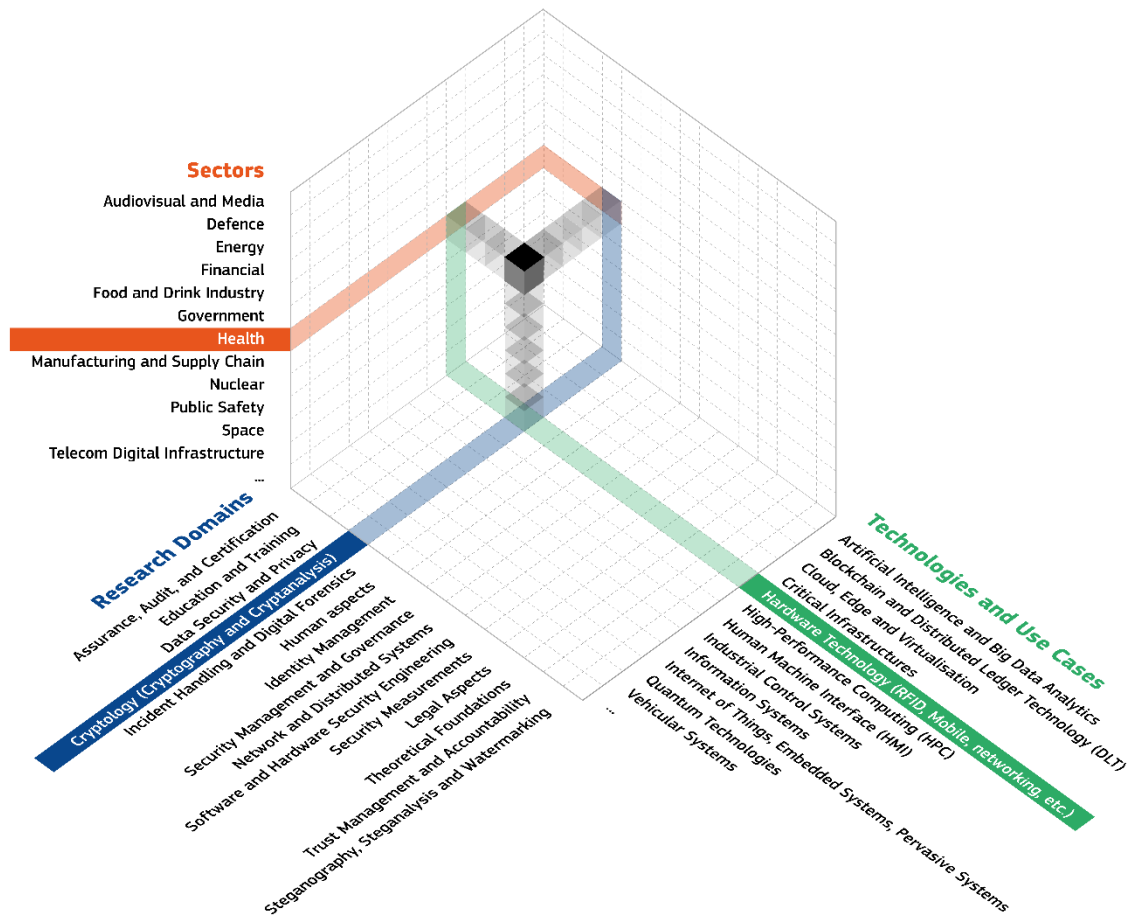 Sectors
Audiovisual and Media
Defence
Energy
Financial
Food and Drink Industry
Government
Health
Manufacturing and Supply Chain
Nuclear
Public Safety
Space
Telecom Digital Infrastructure
...
Research Domains
Assurance, Audit, and Certification
Education and Training
Data Security and Privacy
Cryptology (Cryptography and Cryptanalysis)
Incident Handling and Digital Forensics
Human aspects
Identity Management
Security Management and Governance
Network and Distributed Systems
Software and Hardware Security Engineering
Security Measurements
Legal Aspects
Theoretical Foundations
Trust Management and Accountability
Steganography, Steganalysis and Watermarking
Technologies and Use Cases
Artificial Intelligence and Big Data Analytics
Blockchain and Distributed Ledger Technology (DLT)
Cloud, Edge and Virtualisation
Critical Infrastructures
Hardware Technology (RFID, Mobile, networking, etc.)
High-Performance Computing (HPC)
Human Machine Interface (HMI)
Industrial Control Systems
Information Systems
Internet of Things, Embedded Systems, Pervasive Systems
Quantum Technologies
Vehicular Systems
...